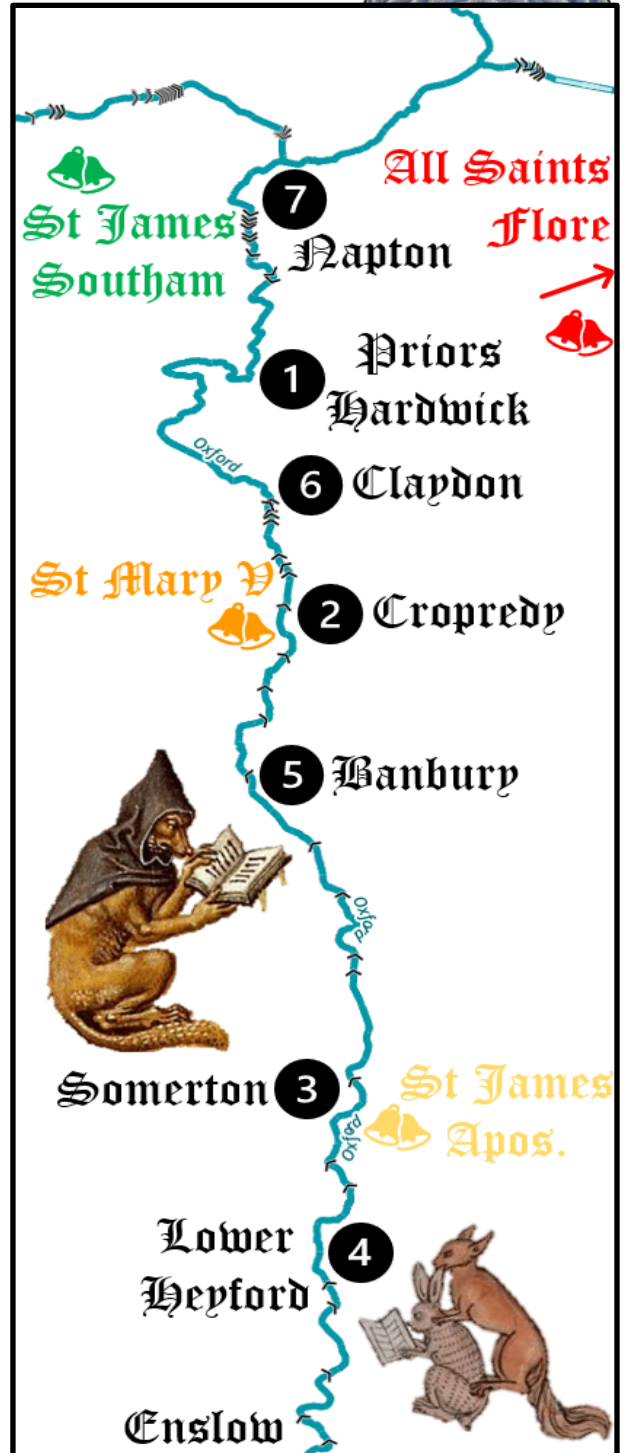 All Saints
Flore
St James
Southam
7
Napton
Priors
Hardwick
1
Oxford
6 Claydon
St Mary V
2 Cropredy
5 Banbury
Oxford
Somerton 3
St James
Apos.
Oxford
Lower
Heyford
4
Enslow